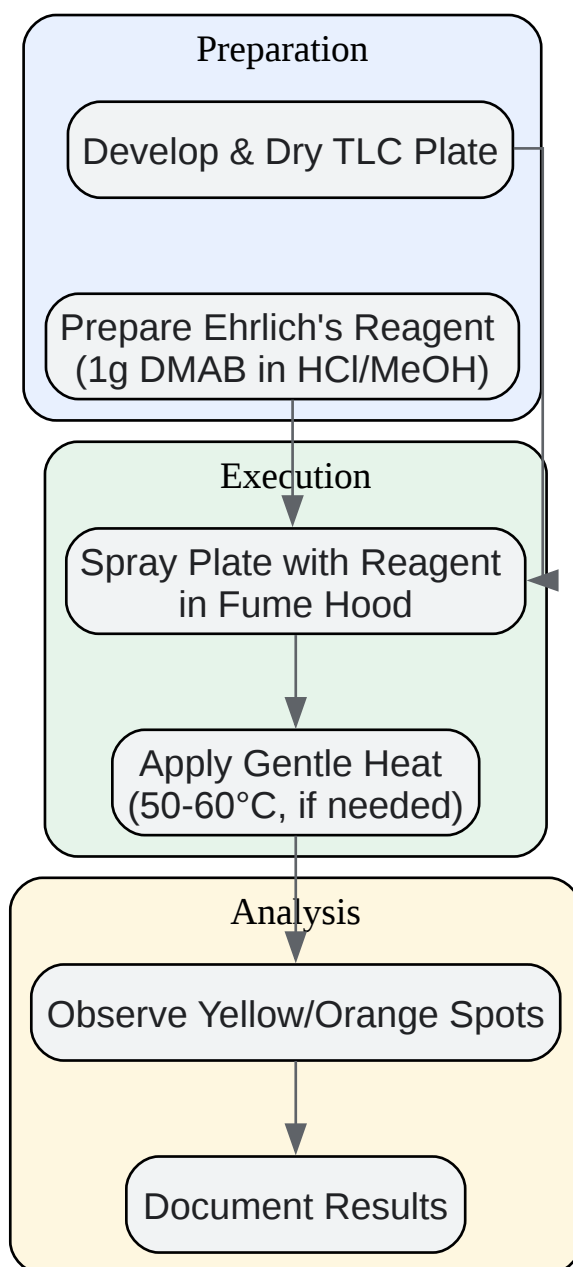 Preparation
Develop & Dry TLC Plate
Prepare Ehrlich's Reagent
(1g DMAB in HCl/MeOH)
Execution
Spray Plate with Reagent
in Fume Hood
Apply Gentle Heat
(50-60°C, if needed)
Analysis
Observe Yellow/Orange Spots
Document Results